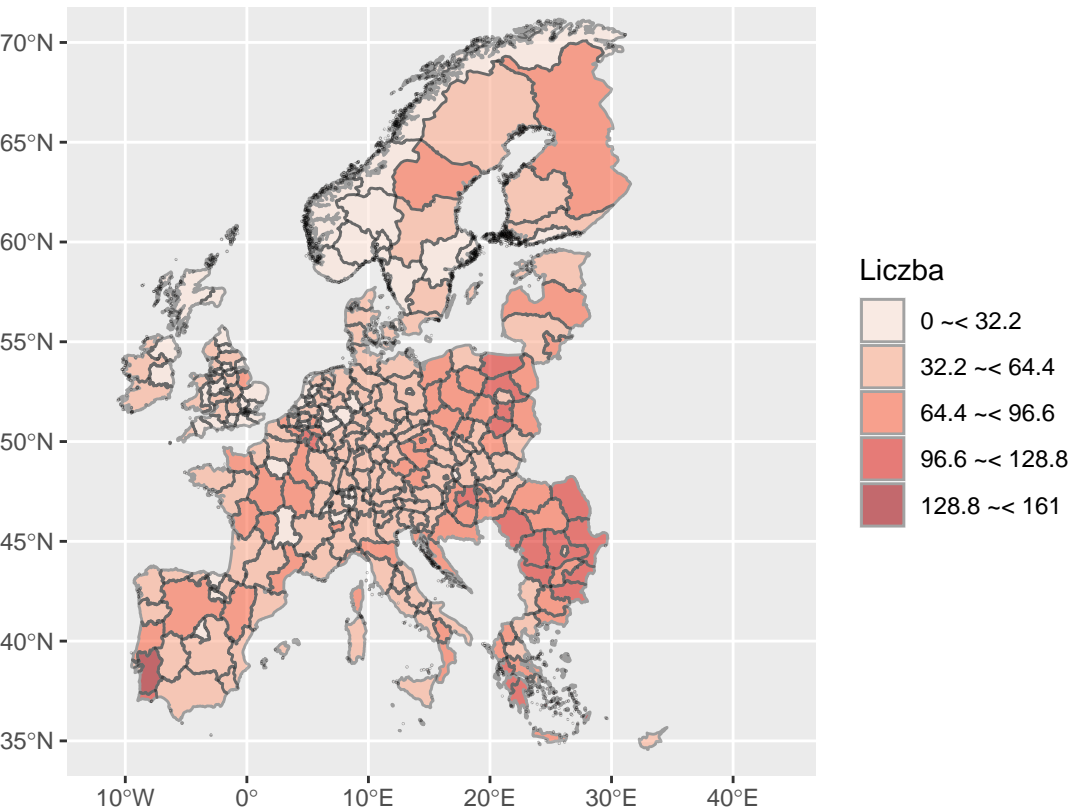 70°N
65°N
60°N
55°N
50°N
45°N
40°N
35°N
10°W 0° 10°E 20°E 30°E 40°E
Liczba
0 ~< 32.2
32.2 ~< 64.4
64.4 ~< 96.6
96.6 ~< 128.8
128.8 ~< 161